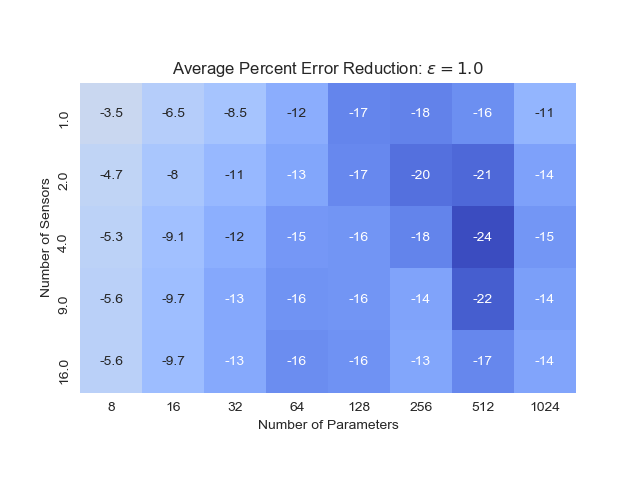 Average Percent Error Reduction: ε = 1.0
Number of Sensors
1.0 -3.5 -6.5 -8.5 -12 -17 -18 -16 -11
2.0 -4.7 -8 -11 -13 -17 -20 -21 -14
4.0 -5.3 -9.1 -12 -15 -16 -18 -24 -15
9.0 -5.6 -9.7 -13 -16 -16 -14 -22 -14
16.0 -5.6 -9.7 -13 -16 -16 -13 -17 -14
8 16 32 64 128 256 512 1024
Number of Parameters